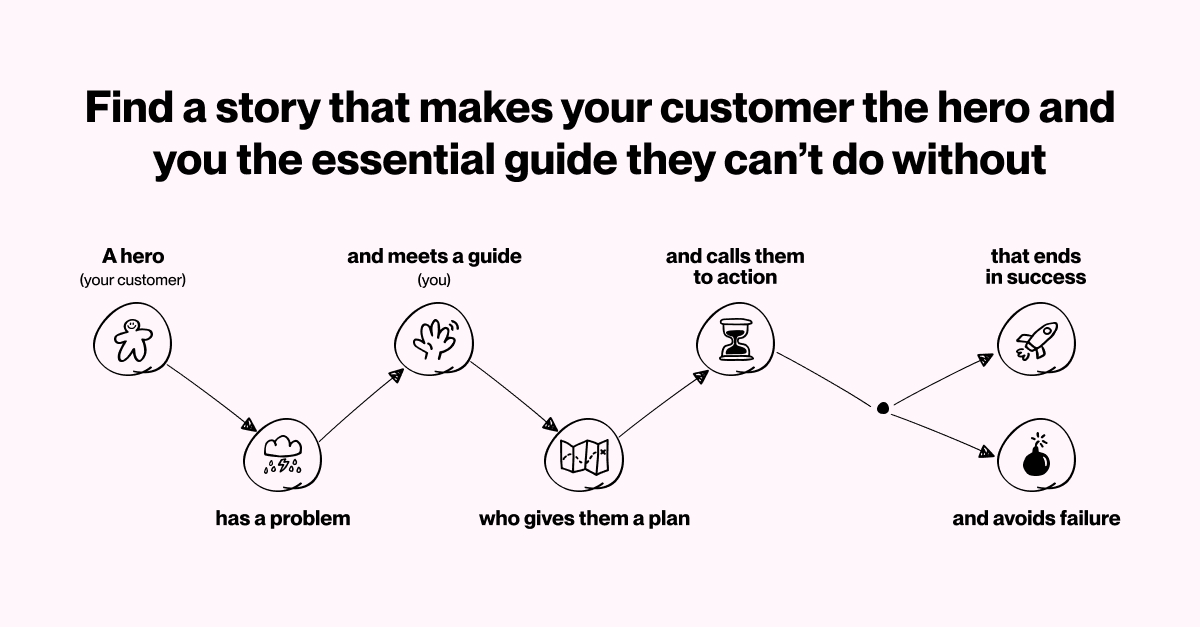 Find a story that makes your customer the hero and
you the essential guide they can’t do without
A hero
(your customer)
has a problem
and meets a guide
(you)
who gives them a plan
and calls them
to action
that ends
in success
and avoids failure